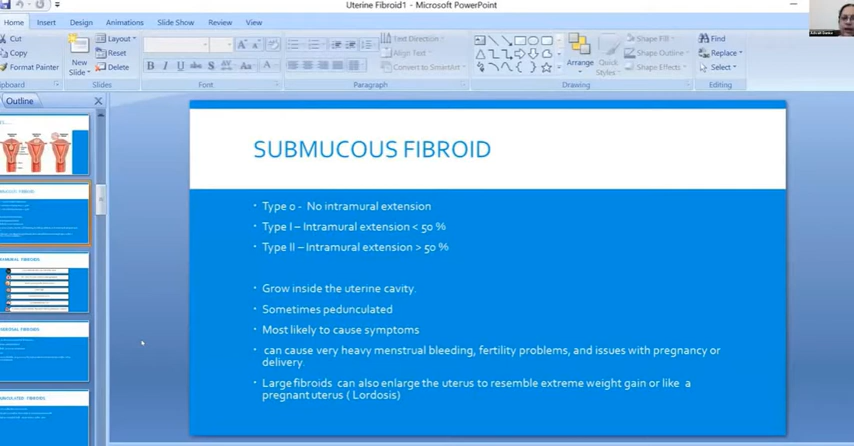 Uterine Fibroid1 - Microsoft PowerPoint
Home Insert Design Animations Slide Show Review View
Cut
Copy
Format Painter
New Slide
Layout
Reset
Delete
Font
Text Direction
Align Text
Convert to SmartArt
Paragraph
Arrange
Quick Styles
Shape Fill
Shape Outline
Shape Effects
Drawing
Find
Replace
Select
Editing
Outline
SUBMUCOUS FIBROID
Type 0 - No intramural extension
Type I – Intramural extension < 50 %
Type II – Intramural extension > 50 %
Grow inside the uterine cavity.
Sometimes pedunculated
Most likely to cause symptoms
can cause very heavy menstrual bleeding, fertility problems, and issues with pregnancy or
delivery.
Large fibroids can also enlarge the uterus to resemble extreme weight gain or like a
pregnant uterus ( Lordosis)